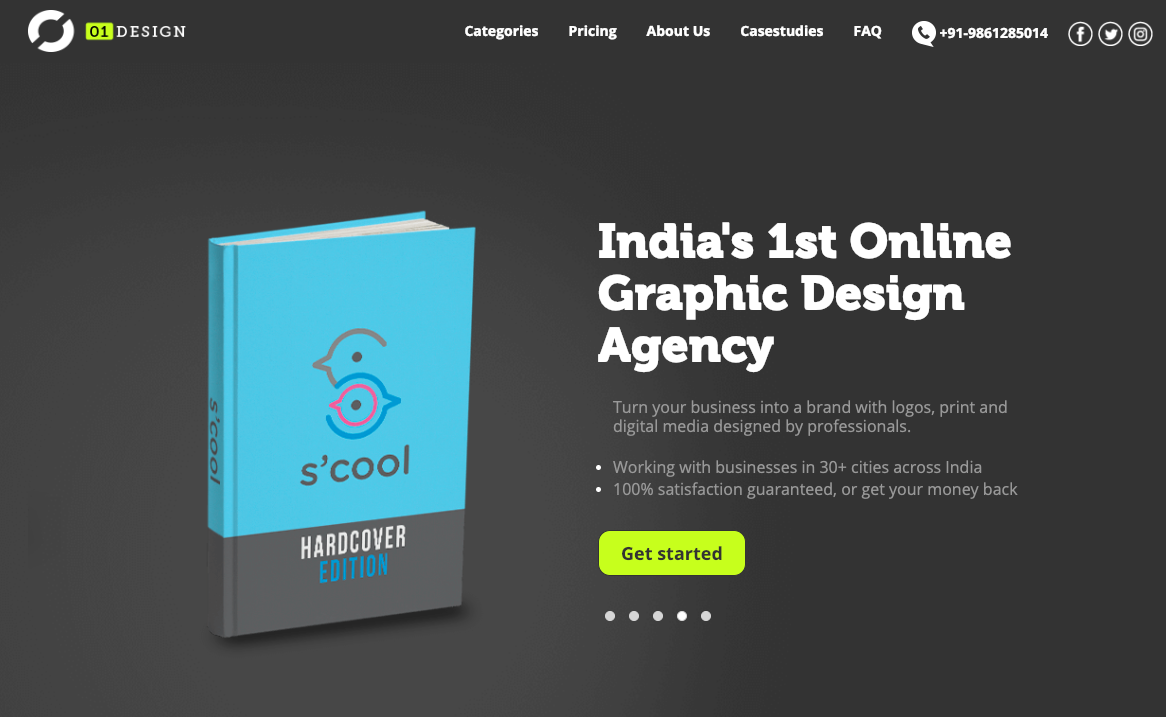 01 DESIGN
Categories Pricing About Us Casestudies FAQ +91-9861285014
India's 1st Online
Graphic Design
Agency
Turn your business into a brand with logos, print and
digital media designed by professionals.
Working with businesses in 30+ cities across India
100% satisfaction guaranteed, or get your money back
Get started
s'cool
s'cool
HARDCOVER
EDITION